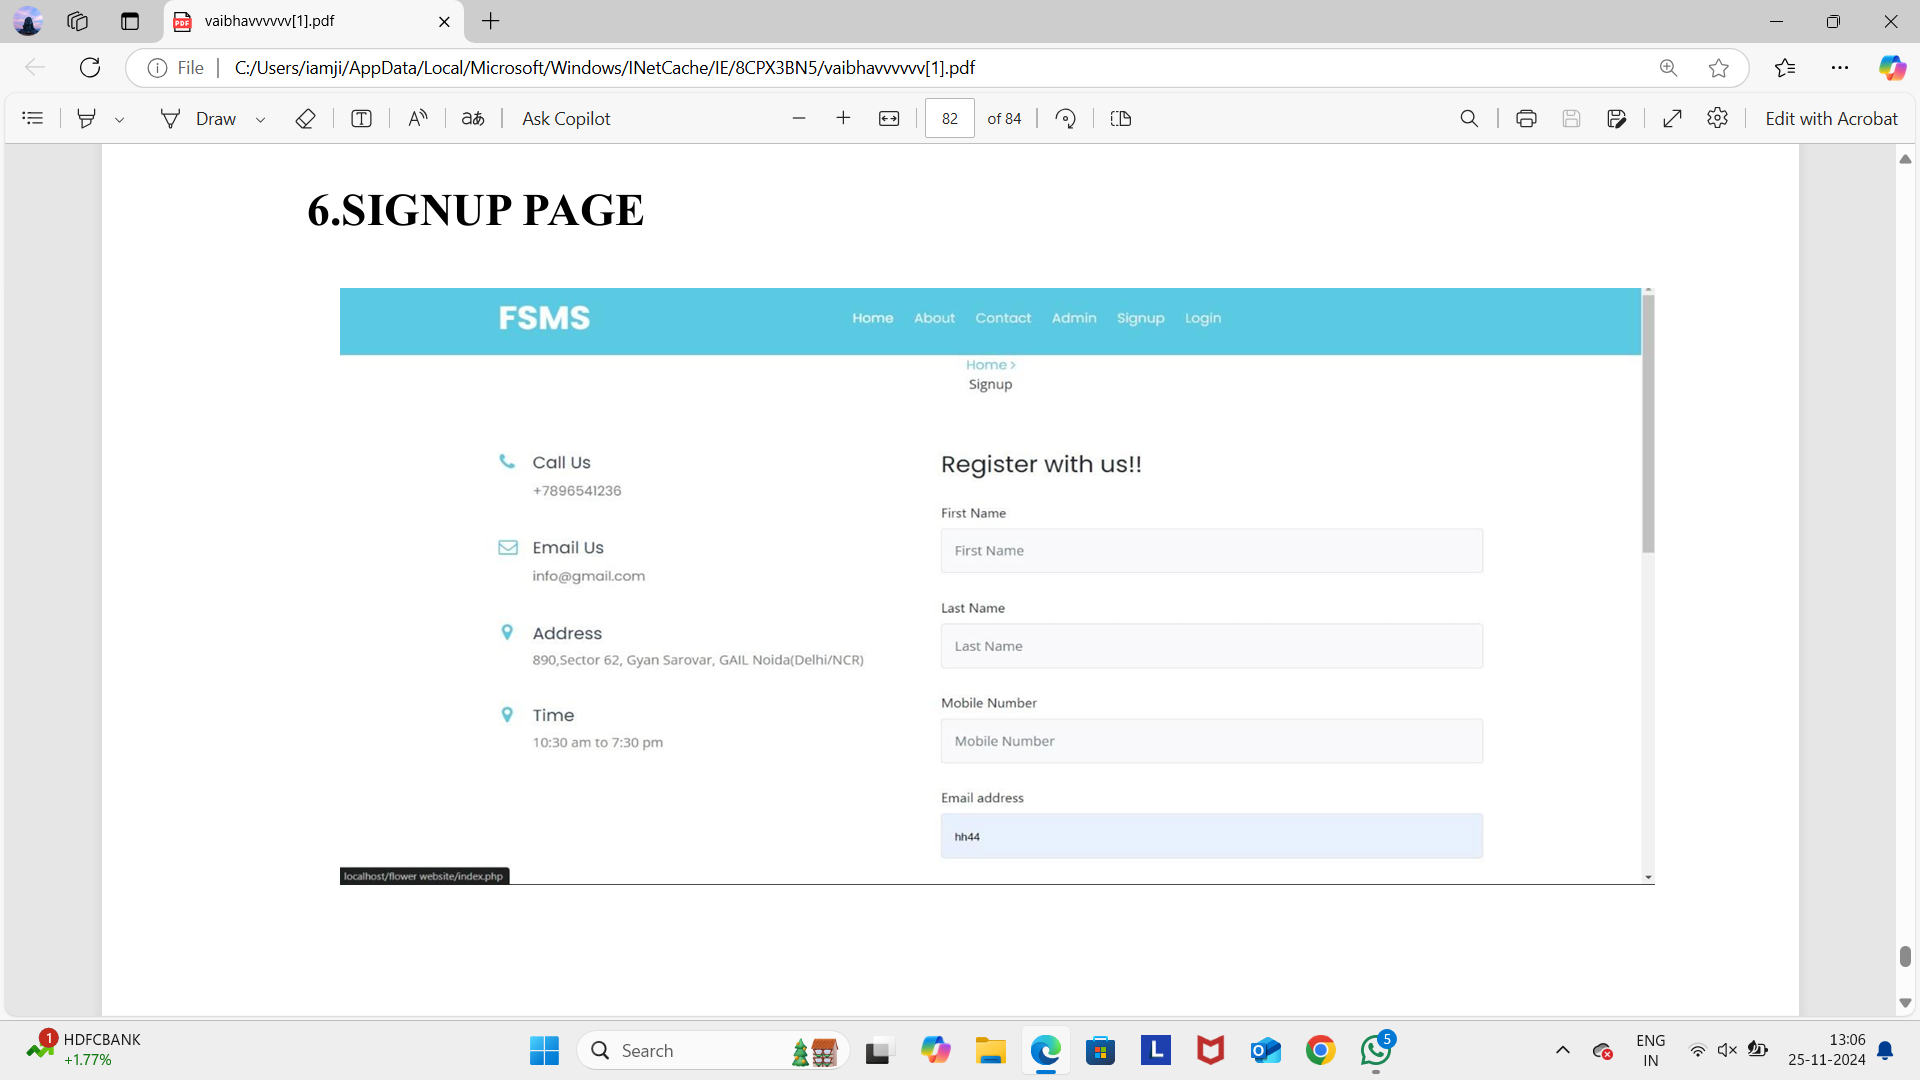 vaibhavvvvvv[1].pdf
File
C:/Users/iamji/AppData/Local/Microsoft/Windows/INetCache/IE/8CPX3BN5/vaibhavvvvvv[1].pdf
Draw
Ask Copilot
82 of 84
Edit with Acrobat
6.SIGNUP PAGE
FSMS
Home About Contact Admin Signup Login
Home >
Signup
Call Us
+7896541236
Email Us
info@gmail.com
Address
890,Sector 62, Gyan Sarovar, GAIL Noida(Delhi/NCR)
Time
10:30 am to 7:30 pm
Register with us!!
First Name
First Name
Last Name
Last Name
Mobile Number
Mobile Number
Email address
hh44
localhost/flower website/index.php
1
HDFCBANK
+1.77%
Search
L
5
ENG
IN
13:06
25-11-2024